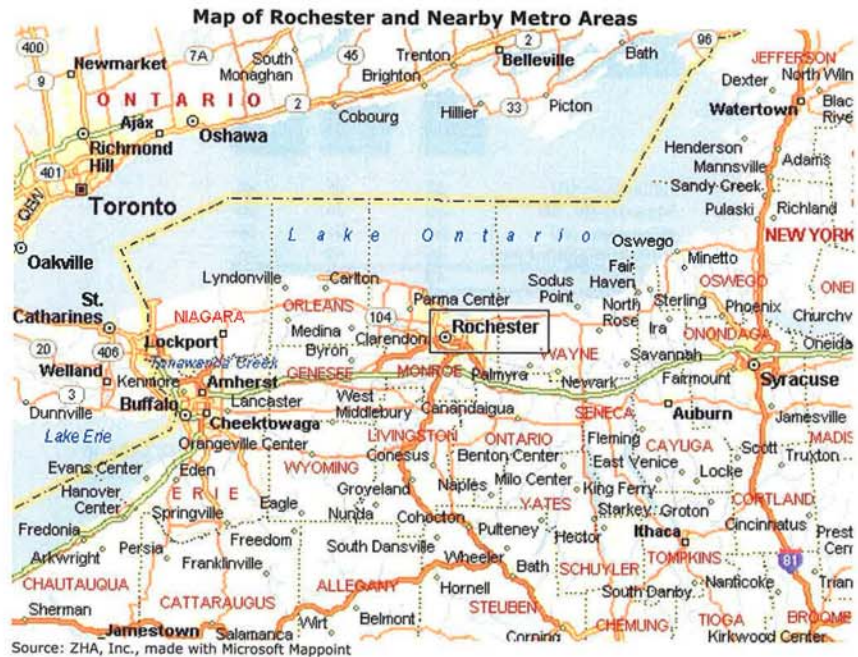 Map of Rochester and Nearby Metro Areas
400
7A
South
Monaghan
45
Trenton
2
Bath
96
JEFFERSON
Newmarket
Belleville
Dexter
North Wiln
9
Brighton
Watertown
Blac
Rive
ONTARIO
2
Hillier
33
Picton
Ajax
Oshawa
Cobourg
Richmond
Hill
Henderson
Adams
401
Mannsville
Sandy Creek
QEW
Toronto
Pulaski
Richland
Lake Ontario
NEW YORK
Oswego
Oakville
Minetto
Lyndonville
Carlton
Fair
Haven
OSWEGO
ONEI
Sodus
Point
St.
Catharines
ORLEANS
Parma Center
Sterling
NIAGARA
104
North
Rose
Phoenix
Churchv
Medina
Rochester
Ira
ONONDAGA
Lockport
Clarendon
Oneida
20
406
Byron
WAYNE
Savannah
Tonawanda Creek
Welland
Kenmore
GENESEE
MONROE
Palmyra
Fairmount
Syracuse
3
Amherst
West
Middlebury
Newark
Dunnville
Buffalo
Lancaster
Canandaigua
Auburn
Jamesville
Cheektowaga
SENECA
Lake Erie
Orangeville Center
LIVINGSTON
ONTARIO
Fleming
CAYUGA
Scott
MADIS
Evans Center
Conesus
Benton Center
East Venice
Truxton
Eden
WYOMING
Locke
Hanover
Center
Groveland
Naples
Milo Center
King Ferry
CORTLAND
ERIE
Eagle
YATES
Starkey
Groton
Springville
Nunda
Cohocton
Pulteney
Cincinnatus
Fredonia
Hector
Ithaca
Prest
Cem
Arkwright
Persia
Freedom
South Dansville
Wheeler
TOMPKINS
Franklinville
Bath
SCHUYLER
81
CHAUTAUQUA
ALLEGANY
Hornell
South Danby
Nanticoke
Trian
CATTARAUGUS
STEUBEN
Sherman
Belmont
CHEMUNG
TIOGA
BROOME
Jamestown
Salamanca
Wirt
Corning
Kirkwood Center
Source: ZHA, Inc., made with Microsoft Mappoint